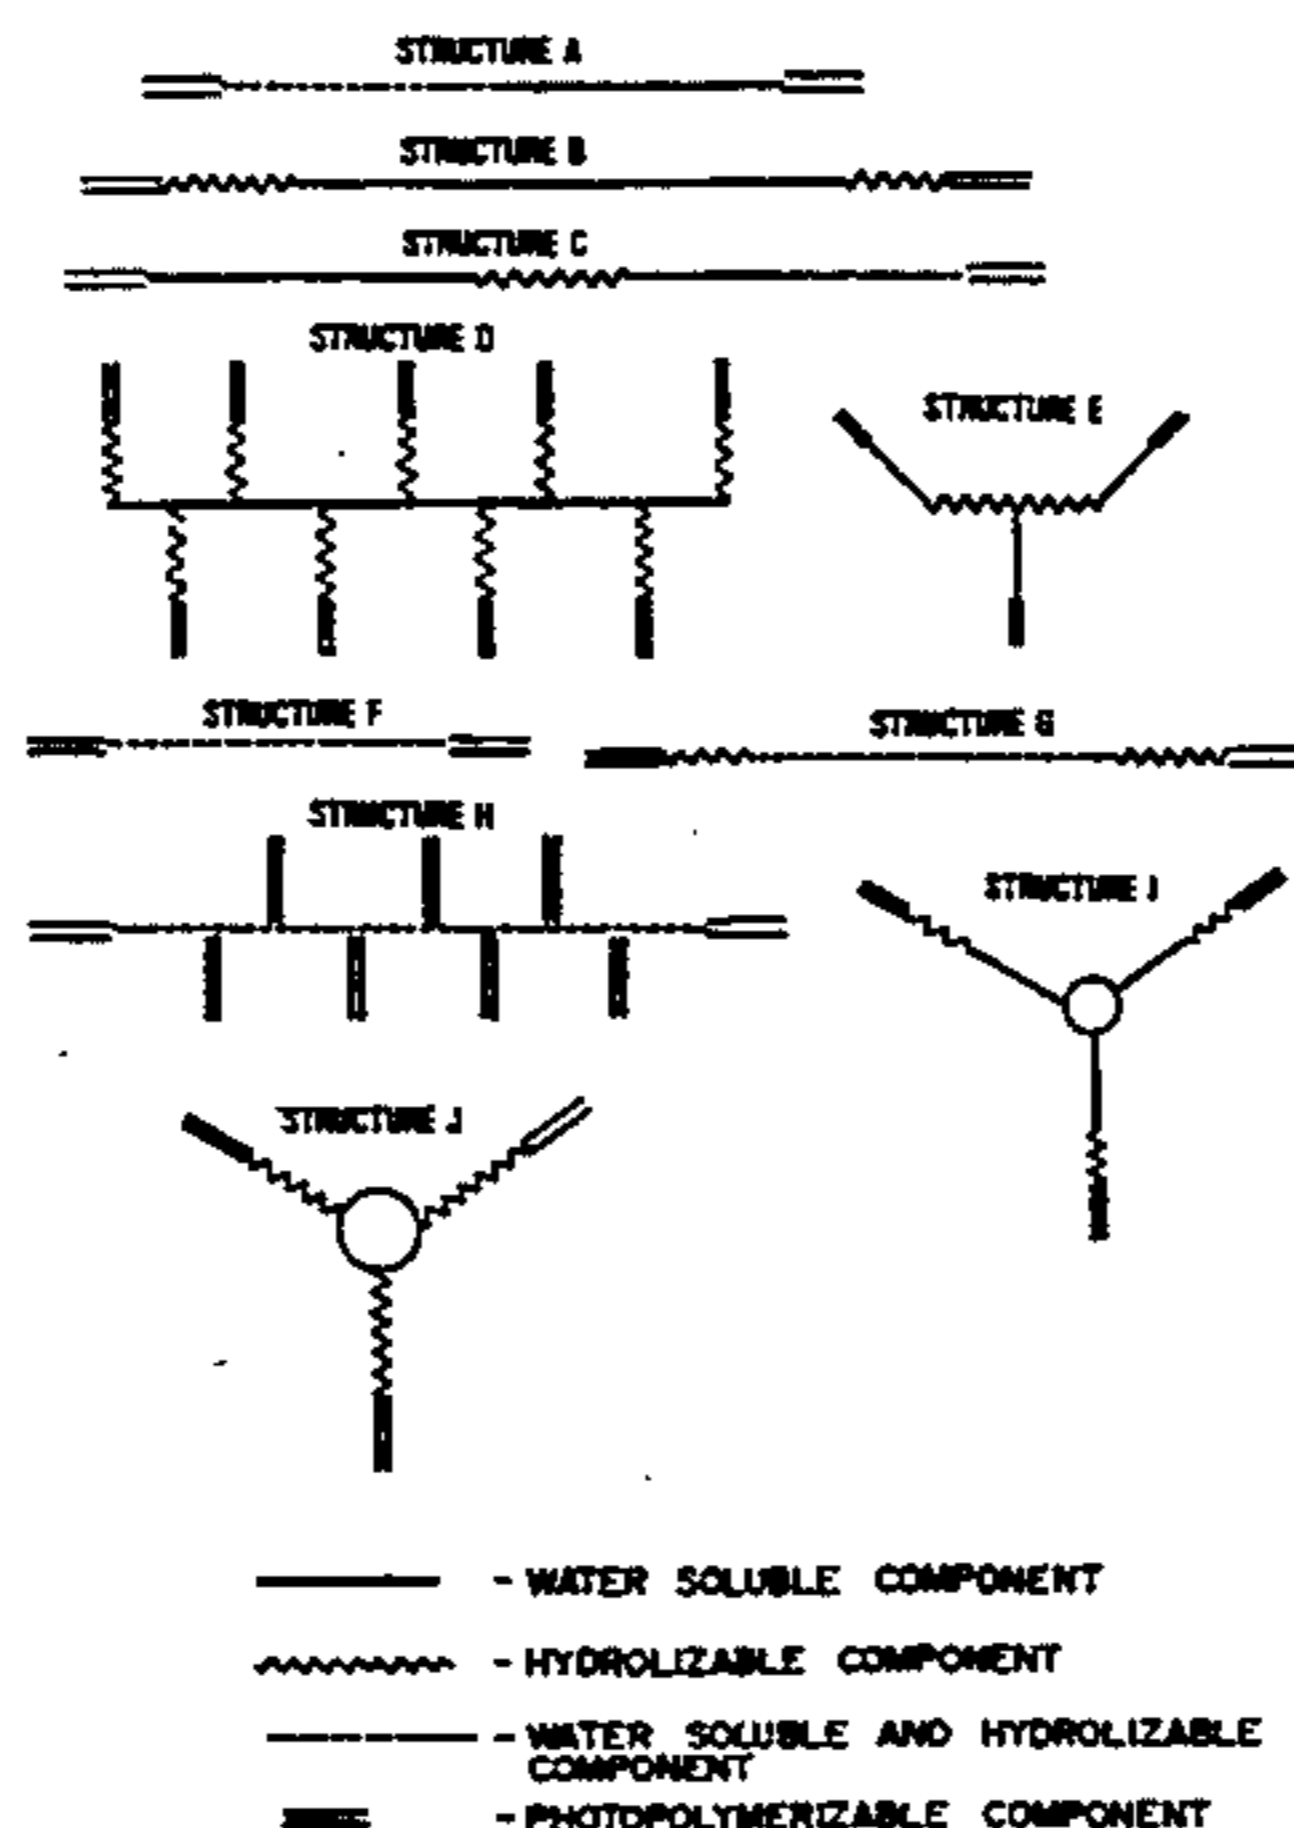 STRUCTURE A
STRUCTURE B
STRUCTURE C
STRUCTURE D
STRUCTURE E
STRUCTURE F
STRUCTURE G
STRUCTURE H
STRUCTURE I
STRUCTURE J
- WATER SOLUBLE COMPONENT
- HYDROLIZABLE COMPONENT
- WATER SOLUBLE AND HYDROLIZABLE
COMPONENT
- PHOTOPOLYMERIZABLE COMPONENT